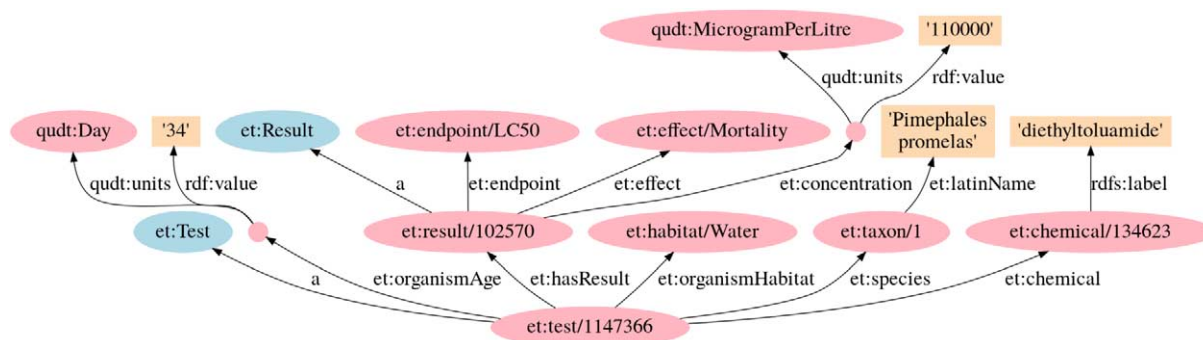 qudt:MicrogramPerLitre
'110000'
qudt:units
rdf:value
qudt:Day
'34'
et:Result
et:endpoint/LC50
et:effect/Mortality
'Pimephales
promelas'
'diethyltoluamide'
qudt:units
rdf:value
a
et:endpoint
et:effect
et:concentration
et:latinName
rdfs:label
et:Test
et:result/102570
et:habitat/Water
et:taxon/1
et:chemical/134623
a
et:organismAge
et:hasResult
et:organismHabitat
et:species
et:chemical
et:test/1147366